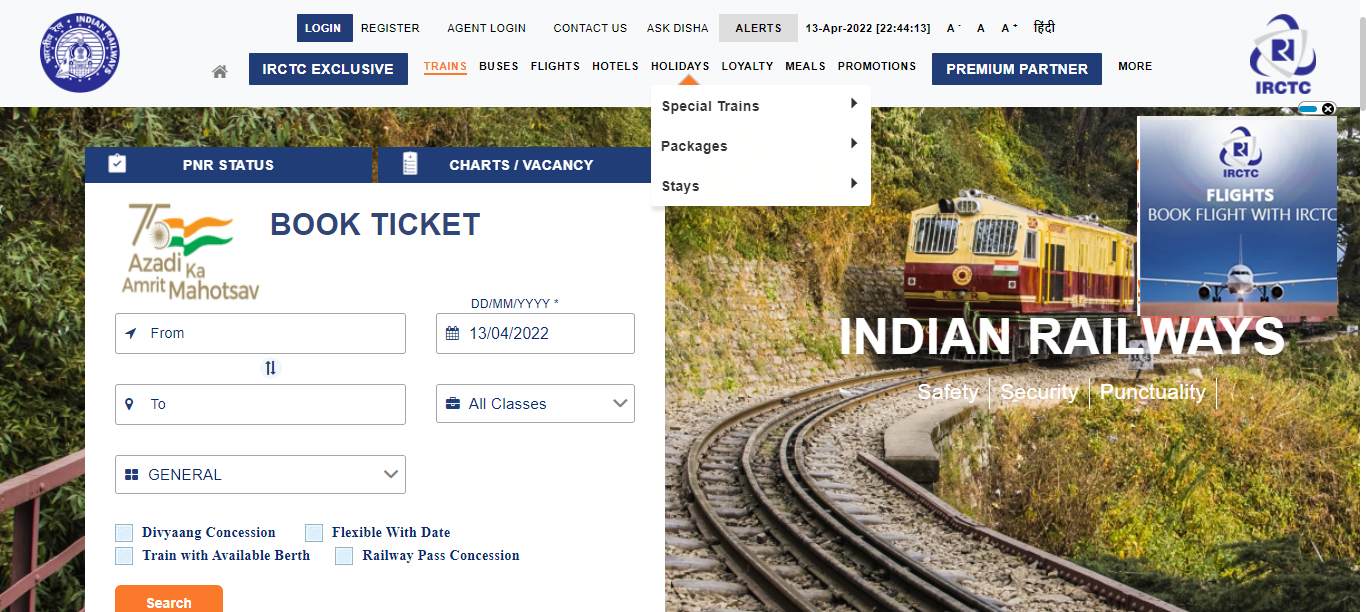 LOGIN REGISTER AGENT LOGIN CONTACT US ASK DISHA ALERTS 13-Apr-2022 [22:44:13] A- A A+ हिंदी
INDIAN RAILWAYS
भारतीय रेल
IRCTC EXCLUSIVE TRAINS BUSES FLIGHTS HOTELS HOLIDAYS LOYALTY MEALS PROMOTIONS PREMIUM PARTNER MORE
IRCTC
Special Trains
Packages
Stays
PNR STATUS CHARTS / VACANCY
75
Azadi Ka
Amrit Mahotsav
BOOK TICKET
DD/MM/YYYY *
From
13/04/2022
To
All Classes
GENERAL
Divyaang Concession Flexible With Date
Train with Available Berth Railway Pass Concession
Search
IRCTC
FLIGHTS
BOOK FLIGHT WITH IRCTC
INDIAN RAILWAYS
Safety | Security | Punctuality |